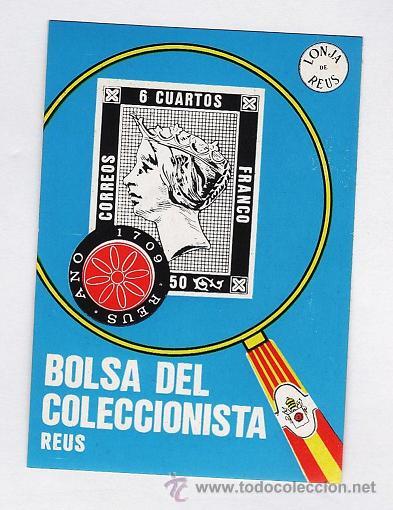 LONJA
DE
REUS
6 CUARTOS
CORREOS
FRANCO
50
AÑO 1709 · REUS ·
BOLSA DEL
COLECCIONISTA
REUS
© www.todocoleccion.net